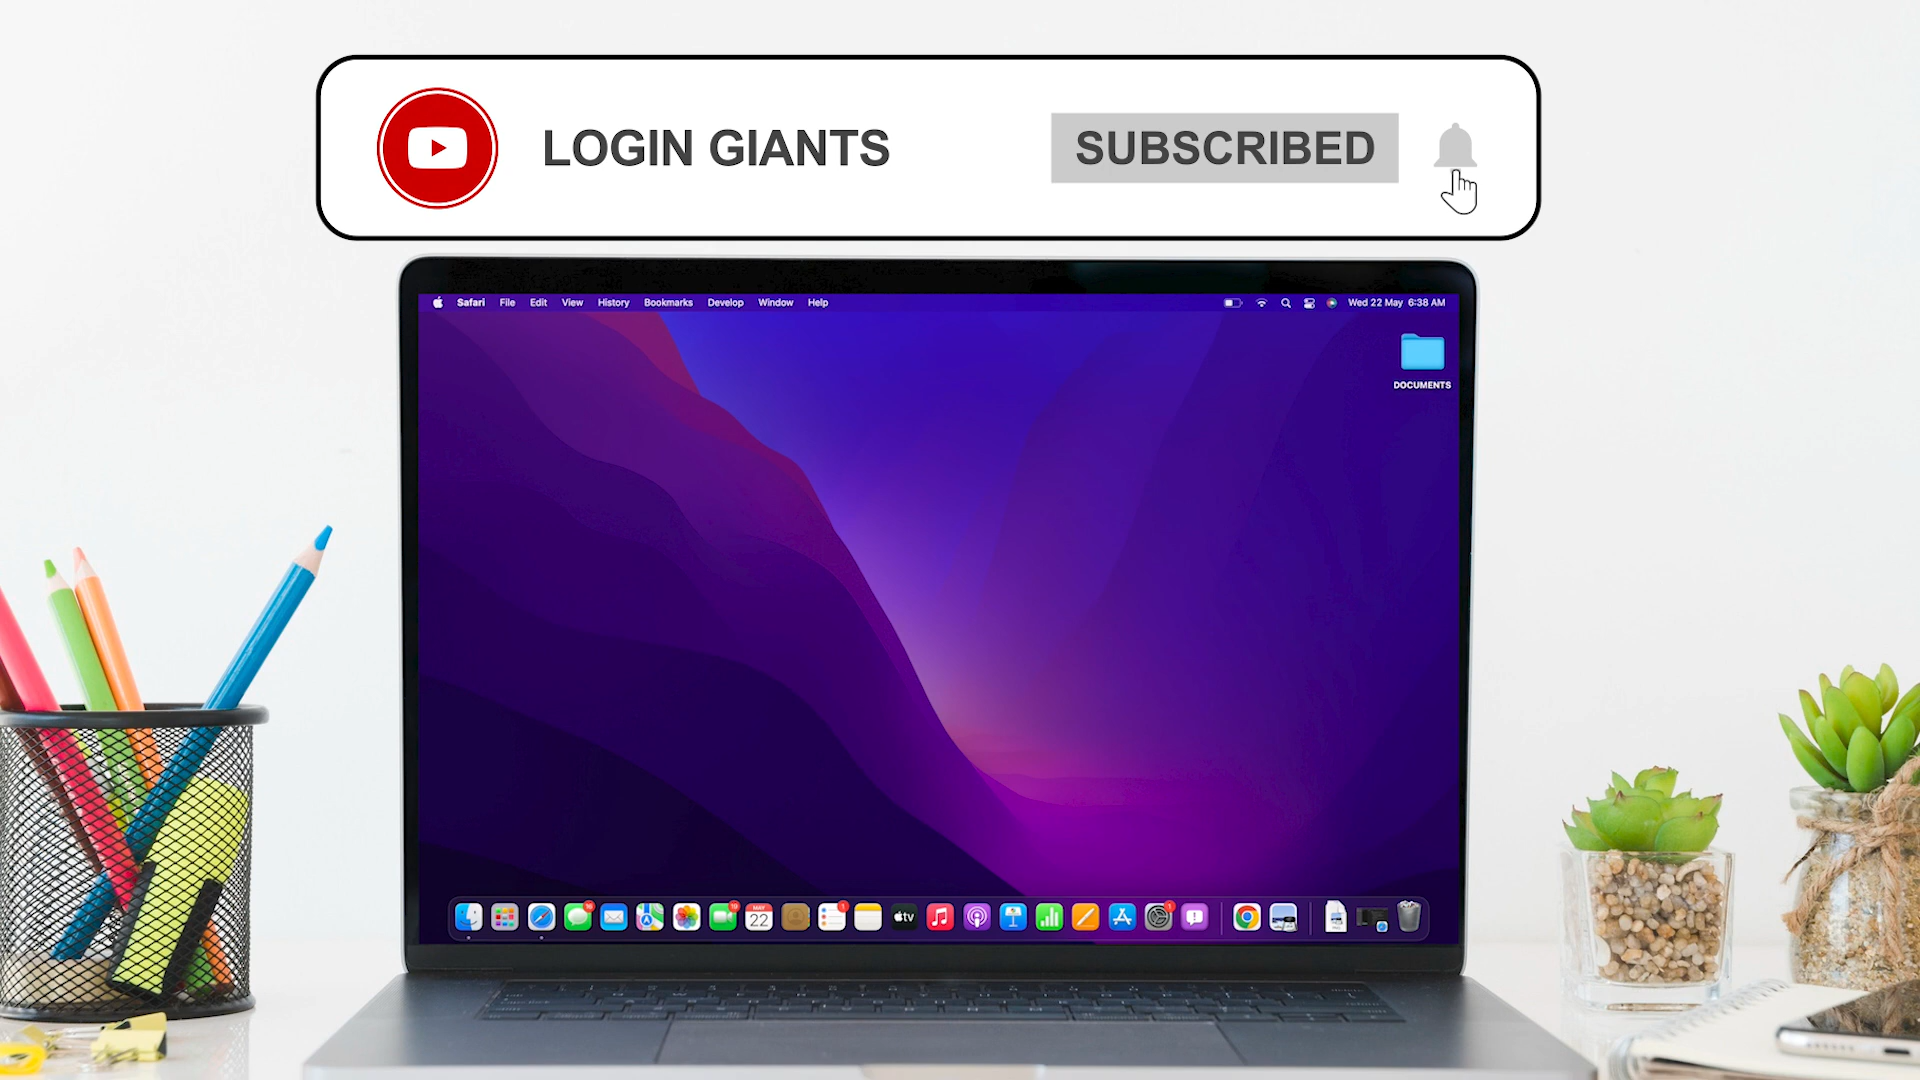 LOGIN GIANTS
SUBSCRIBED
Safari File Edit View History Bookmarks Develop Window Help
Wed 22 May 6:38 AM
DOCUMENTS
MAY
22
tv